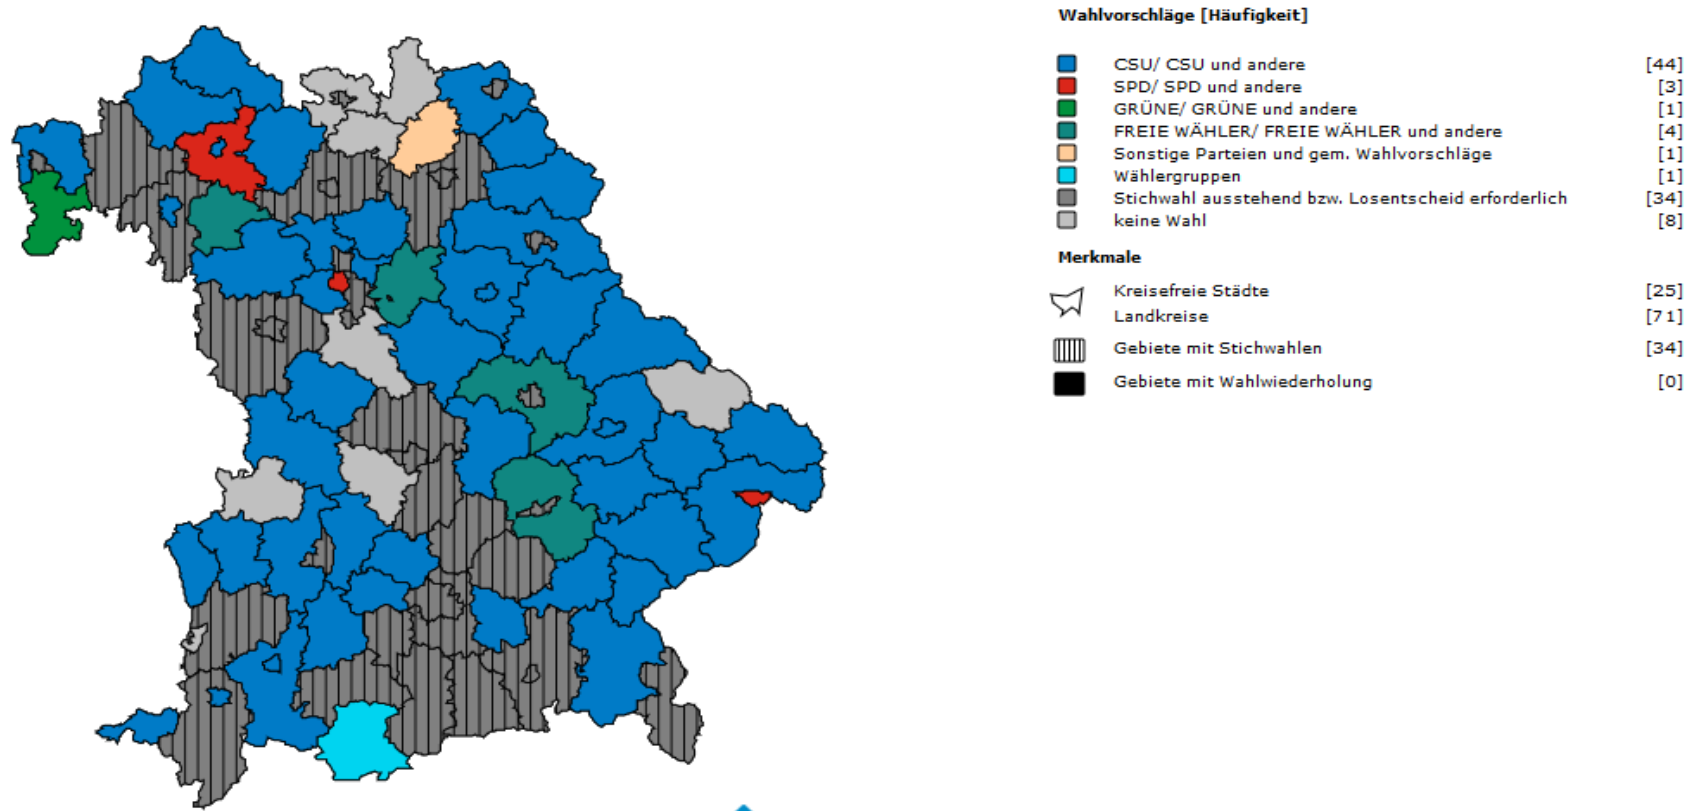 Wahlvorschläge [Häufigkeit]
CSU/ CSU und andere [44]
SPD/ SPD und andere [3]
GRÜNE/ GRÜNE und andere [1]
FREIE WÄHLER/ FREIE WÄHLER und andere [4]
Sonstige Parteien und gem. Wahlvorschläge [1]
Wählergruppen [1]
Stichwahl ausstehend bzw. Losentscheid erforderlich [34]
keine Wahl [8]
Merkmale
Kreisefreie Städte [25]
Landkreise [71]
Gebiete mit Stichwahlen [34]
Gebiete mit Wahlwiederholung [0]